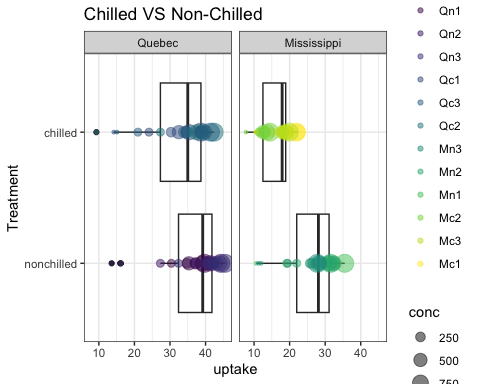 Chilled VS Non-Chilled
Quebec
Mississippi
Treatment
chilled
nonchilled
10
20
30
40
10
20
30
40
uptake
Qn1
Qn2
Qn3
Qc1
Qc3
Qc2
Mn3
Mn2
Mn1
Mc2
Mc3
Mc1
conc
250
500
750